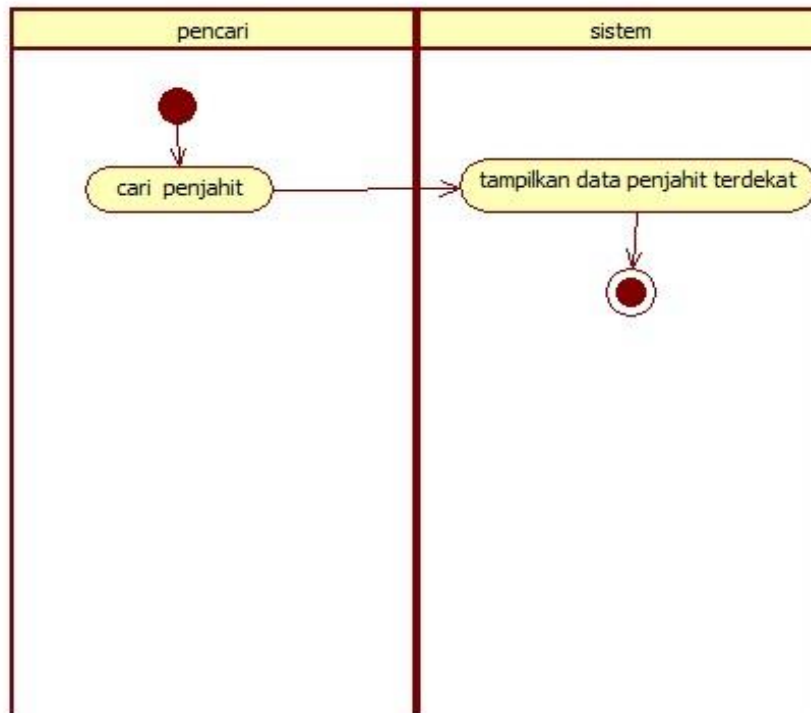 pencari
sistem
cari penjahit
tampilkan data penjahit terdekat